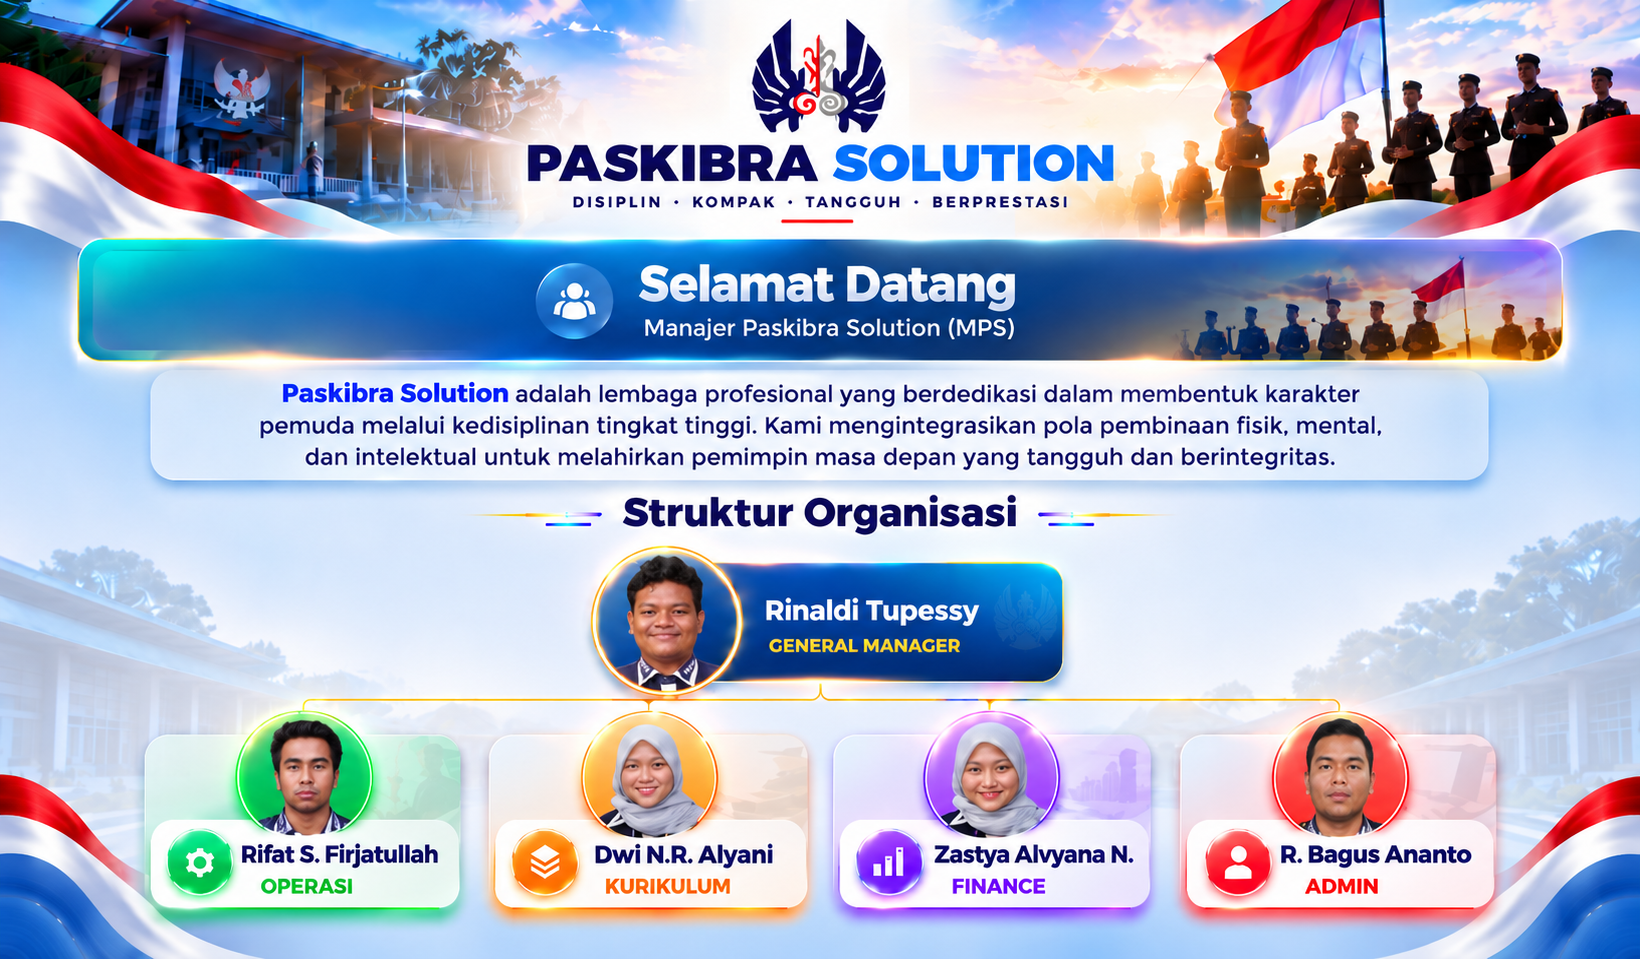 PASKIBRA SOLUTION
DISIPLIN • KOMPAK • TANGGUH • BERPRESTASI
Selamat Datang
Manajer Paskibra Solution (MPS)
Paskibra Solution adalah lembaga profesional yang berdedikasi dalam membentuk karakter
pemuda melalui kedisiplinan tingkat tinggi. Kami mengintegrasikan pola pembinaan fisik, mental,
dan intelektual untuk melahirkan pemimpin masa depan yang tangguh dan berintegritas.
Struktur Organisasi
Rinaldi Tupessy
GENERAL MANAGER
Rifat S. Firjatullah
OPERASI
Dwi N.R. Alyani
KURIKULUM
Zastya Alvyana N.
FINANCE
R. Bagus Ananto
ADMIN